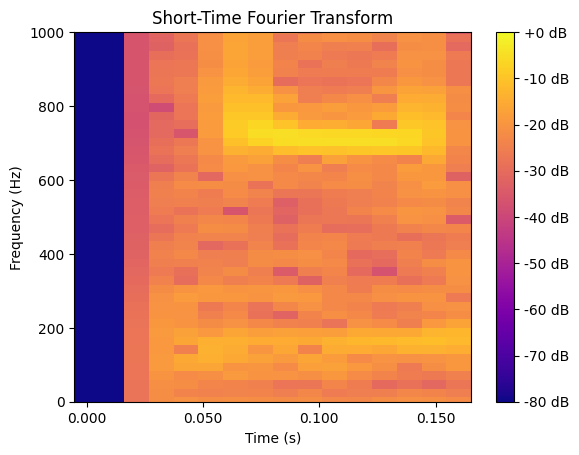 Short-Time Fourier Transform
1000
800
600
400
200
0
Frequency (Hz)
0.000
0.050
0.100
0.150
Time (s)
+0 dB
-10 dB
-20 dB
-30 dB
-40 dB
-50 dB
-60 dB
-70 dB
-80 dB